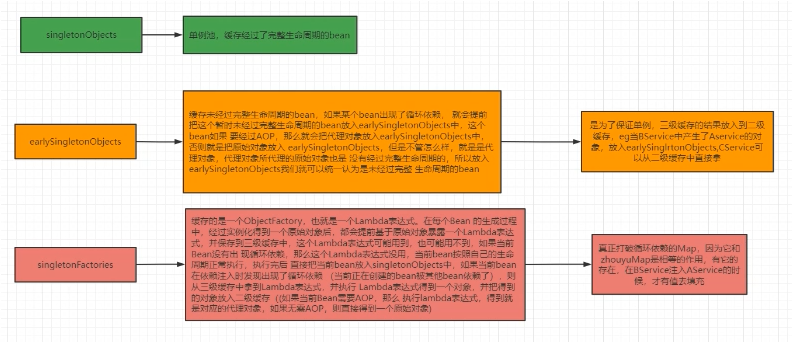 singletonObjects
单例池，缓存经过了完整生命周期的bean
缓存未经过完整生命周期的bean，如果某个bean出现了循环依赖， 就会提前
把这个暂时未经过完整生命周期的bean放入earlySingletonObjects中，这个
bean如果 要经过AOP，那么就会把代理对象放入earlySingletonObjects中，
否则就是把原始对象放入 earlySingletonObjects，但是不管怎么样，就是是代
理对象，代理对象所代理的原始对象也是 没有经过完整生命周期的，所以放入
earlySingletonObjects我们就可以统一认为是未经过完整 生命周期的bean
earlySingletonObjects
是为了保证单例，三级缓存的结果放入到二级
缓存，eg当BService中产生了Aservice的对
象，放入earlySinglrtonObjects,CService可
以从二级缓存中直接拿
缓存的是一个ObjectFactory，也就是一个Lambda表达式。在每个Bean 的生成过程
中，经过实例化得到一个原始对象后，都会提前基于原始对象暴露一个Lambda表
达式，并保存到三级缓存中，这个Lambda表达式可能用到，也可能用不到，如果当前
Bean没有出 现循环依赖，那么这个Lambda表达式没用，当前bean按照自己的生命
周期正常执行，执行完后 直接把当前bean放入singletonObjects中，如果当前bean
在依赖注入时发现出现了循环依赖 （当前正在创建的bean被其他bean依赖了），则
从三级缓存中拿到Lambda表达式，并执行 Lambda表达式得到一个对象，并把得到
的对象放入二级缓存（(如果当前Bean需要AOP，那么 执行lambda表达式，得到就
是对应的代理对象，如果无需AOP，则直接得到一个原始对象)
singletonFactories
真正打破循环依赖的Map，因为它和
zhouyuMap是相等的作用，有它的
存在，在BService注入AService的时
候，才有值去填充